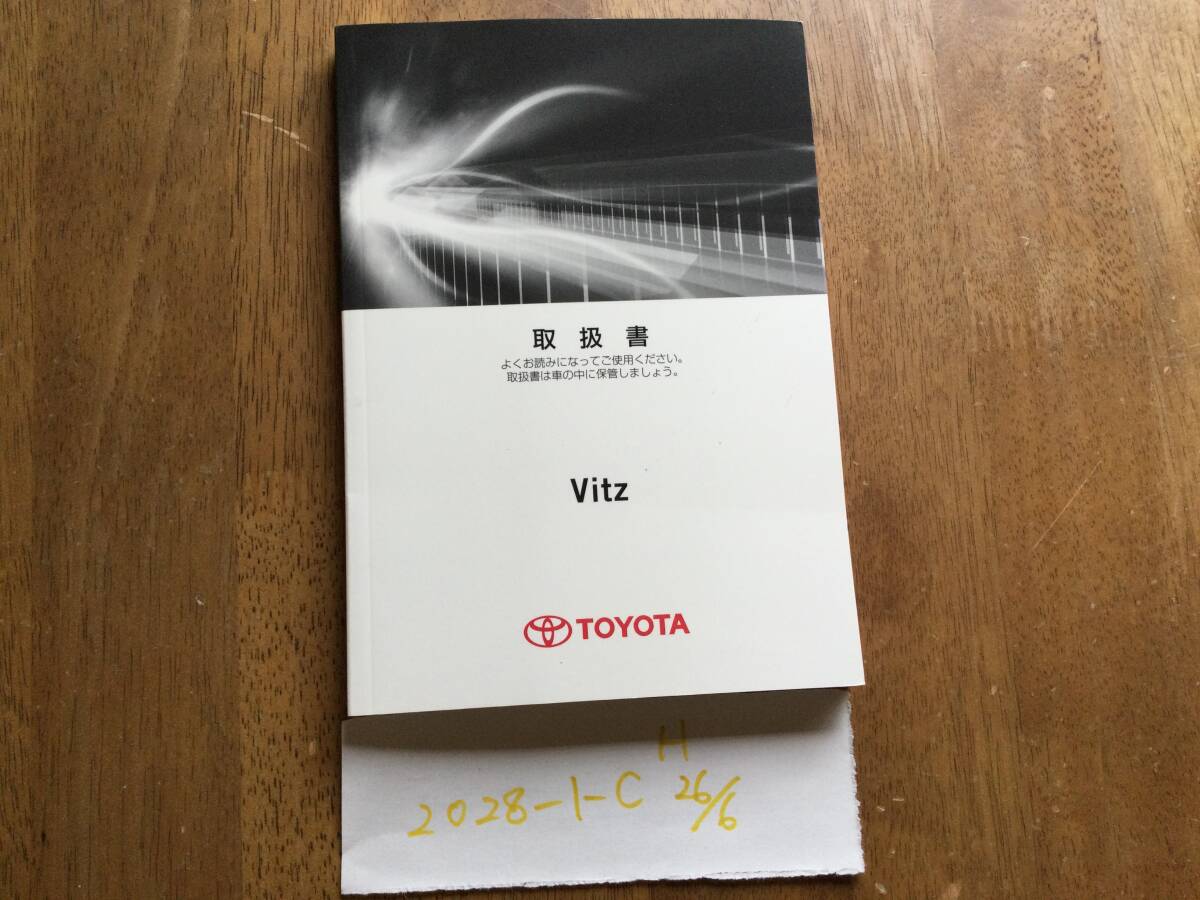 取扱書
よくお読みになってご使用ください。
取扱書は車の中に保管しましょう。
Vitz
TOYOTA
H
2028-1-C 26/6